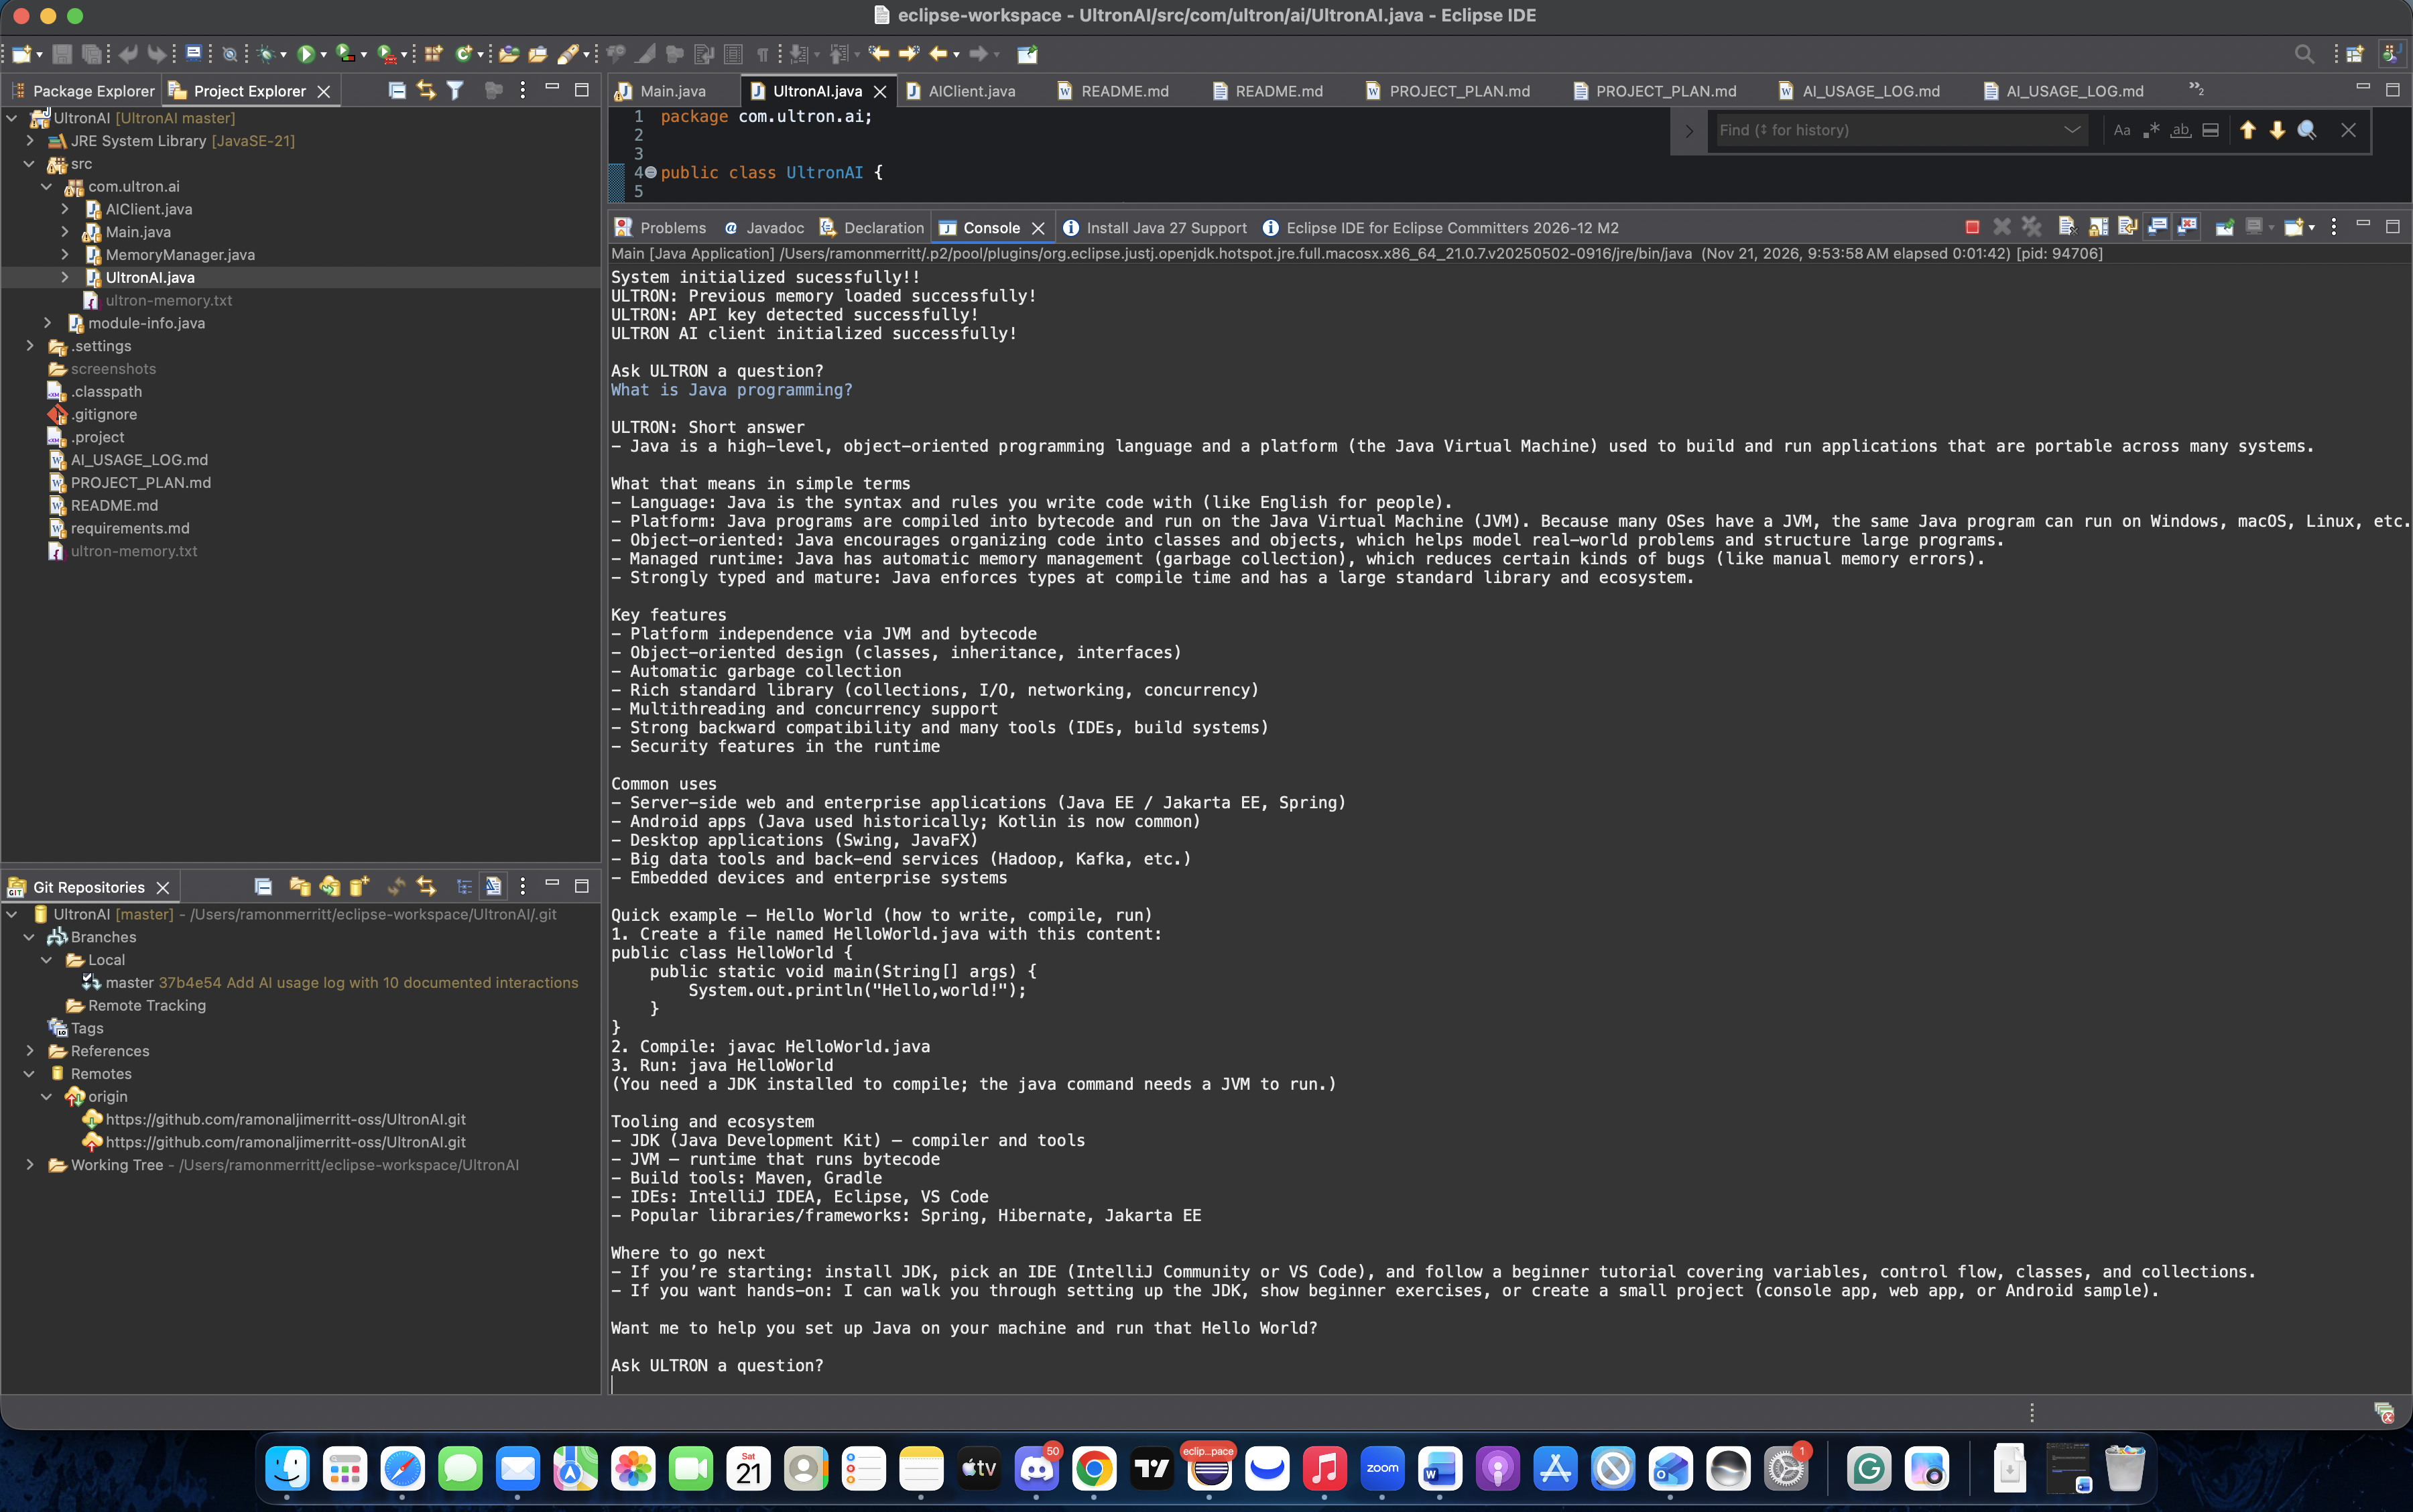 eclipse-workspace - UltronAI/src/com/ultron/ai/UltronAI.java - Eclipse IDE
Package Explorer
Project Explorer
UltronAI [UltronAI master]
JRE System Library [JavaSE-21]
src
com.ultron.ai
AIClient.java
Main.java
MemoryManager.java
UltronAI.java
ultron-memory.txt
module-info.java
.settings
screenshots
.classpath
.gitignore
.project
AI_USAGE_LOG.md
PROJECT_PLAN.md
README.md
requirements.md
ultron-memory.txt
Git Repositories
UltronAI [master] - /Users/ramonmerritt/eclipse-workspace/UltronAI/.git
Branches
Local
master 37b4e54 Add AI usage log with 10 documented interactions
Remote Tracking
Tags
References
Remotes
origin
https://github.com/ramonaljimerritt-oss/UltronAI.git
https://github.com/ramonaljimerritt-oss/UltronAI.git
Working Tree - /Users/ramonmerritt/eclipse-workspace/UltronAI
Main.java
UltronAI.java
AIClient.java
README.md
README.md
PROJECT_PLAN.md
PROJECT_PLAN.md
AI_USAGE_LOG.md
AI_USAGE_LOG.md
»2
1 package com.ultron.ai;
2
3
4 public class UltronAI {
5
Find (↕ for history)
Aa .* ab
Problems
Javadoc
Declaration
Console
Install Java 27 Support
Eclipse IDE for Eclipse Committers 2026-12 M2
Main [Java Application] /Users/ramonmerritt/.p2/pool/plugins/org.eclipse.justj.openjdk.hotspot.jre.full.macosx.x86_64_21.0.7.v20250502-0916/jre/bin/java (Nov 21, 2026, 9:53:58 AM elapsed 0:01:42) [pid: 94706]
System initialized sucessfully!!
ULTRON: Previous memory loaded successfully!
ULTRON: API key detected successfully!
ULTRON AI client initialized successfully!
Ask ULTRON a question?
What is Java programming?
ULTRON: Short answer
– Java is a high–level, object–oriented programming language and a platform (the Java Virtual Machine) used to build and run applications that are portable across many systems.
What that means in simple terms
– Language: Java is the syntax and rules you write code with (like English for people).
– Platform: Java programs are compiled into bytecode and run on the Java Virtual Machine (JVM). Because many OSes have a JVM, the same Java program can run on Windows, macOS, Linux, etc.
– Object–oriented: Java encourages organizing code into classes and objects, which helps model real–world problems and structure large programs.
– Managed runtime: Java has automatic memory management (garbage collection), which reduces certain kinds of bugs (like manual memory errors).
– Strongly typed and mature: Java enforces types at compile time and has a large standard library and ecosystem.
Key features
– Platform independence via JVM and bytecode
– Object–oriented design (classes, inheritance, interfaces)
– Automatic garbage collection
– Rich standard library (collections, I/O, networking, concurrency)
– Multithreading and concurrency support
– Strong backward compatibility and many tools (IDEs, build systems)
– Security features in the runtime
Common uses
– Server–side web and enterprise applications (Java EE / Jakarta EE, Spring)
– Android apps (Java used historically; Kotlin is now common)
– Desktop applications (Swing, JavaFX)
– Big data tools and back–end services (Hadoop, Kafka, etc.)
– Embedded devices and enterprise systems
Quick example — Hello World (how to write, compile, run)
1. Create a file named HelloWorld.java with this content:
public class HelloWorld {
public static void main(String[] args) {
System.out.println("Hello,world!");
}
}
2. Compile: javac HelloWorld.java
3. Run: java HelloWorld
(You need a JDK installed to compile; the java command needs a JVM to run.)
Tooling and ecosystem
– JDK (Java Development Kit) — compiler and tools
– JVM — runtime that runs bytecode
– Build tools: Maven, Gradle
– IDEs: IntelliJ IDEA, Eclipse, VS Code
– Popular libraries/frameworks: Spring, Hibernate, Jakarta EE
Where to go next
– If you're starting: install JDK, pick an IDE (IntelliJ Community or VS Code), and follow a beginner tutorial covering variables, control flow, classes, and collections.
– If you want hands–on: I can walk you through setting up the JDK, show beginner exercises, or create a small project (console app, web app, or Android sample).
Want me to help you set up Java on your machine and run that Hello World?
Ask ULTRON a question?
Sat
21
tv
50
eclip...pace
zoom
1